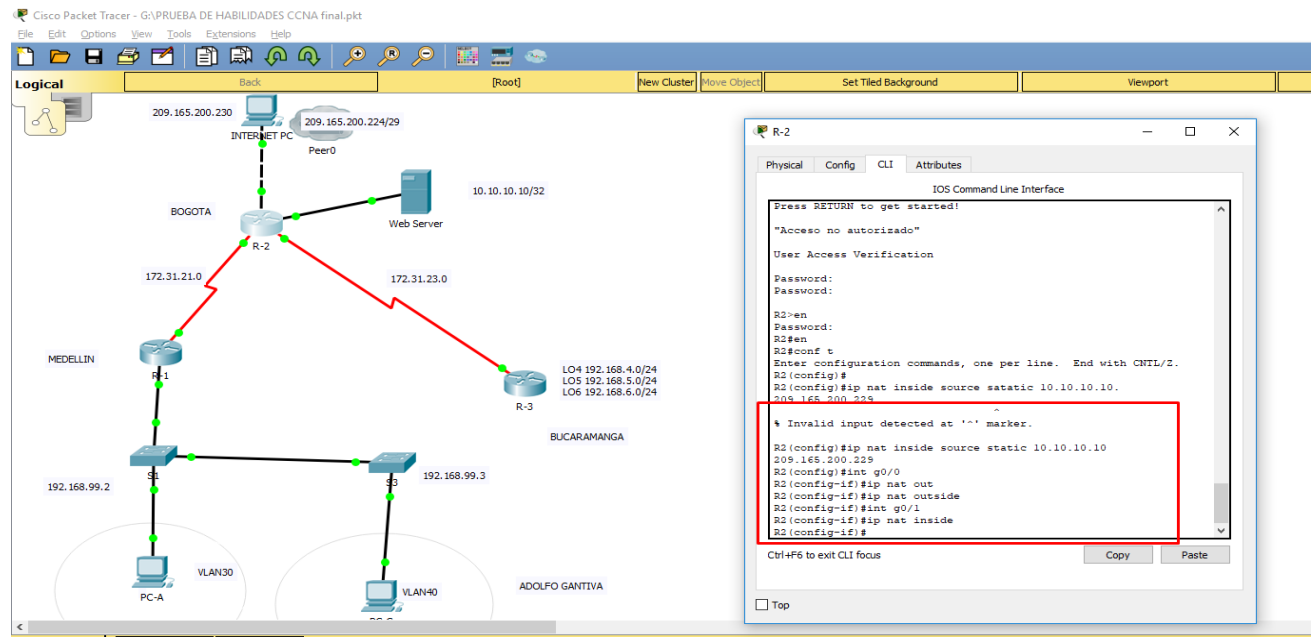 Cisco Packet Tracer - G:\PRUEBA DE HABILIDADES CCNA final.pkt
File Edit Options View Tools Extensions Help
Logical Back [Root] New Cluster Move Object Set Tiled Background Viewport
209.165.200.230
INTERNET PC
209.165.200.224/29
Peer0
10.10.10.10/32
Web Server
BOGOTA
R-2
172.31.21.0
172.31.23.0
MEDELLIN
R-1
LO4 192.168.4.0/24
LO5 192.168.5.0/24
LO6 192.168.6.0/24
R-3
BUCARAMANGA
S1
S3
192.168.99.2
192.168.99.3
VLAN30
PC-A
VLAN40
ADOLFO GANTIVA
R-2
Physical Config CLI Attributes
IOS Command Line Interface
Press RETURN to get started!
"Acceso no autorizado"
User Access Verification
Password:
Password:
R2>en
Password:
R2#en
R2#conf t
Enter configuration commands, one per line. End with CNTL/Z.
R2(config)#
R2(config)#ip nat inside source satatic 10.10.10.10.
209.165.200.229
^
% Invalid input detected at '^' marker.
R2(config)#ip nat inside source static 10.10.10.10
209.165.200.229
R2(config)#int g0/0
R2(config-if)#ip nat out
R2(config-if)#ip nat outside
R2(config-if)#int g0/1
R2(config-if)#ip nat inside
R2(config-if)#
Ctrl+F6 to exit CLI focus
Copy Paste
Top